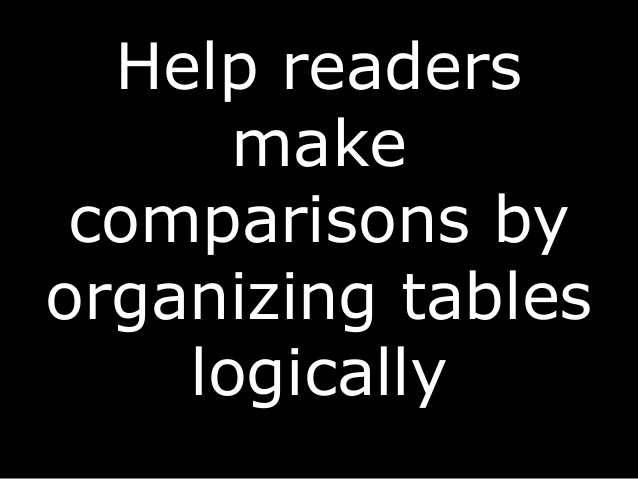 Help readers
make
comparisons by
organizing tables
logically